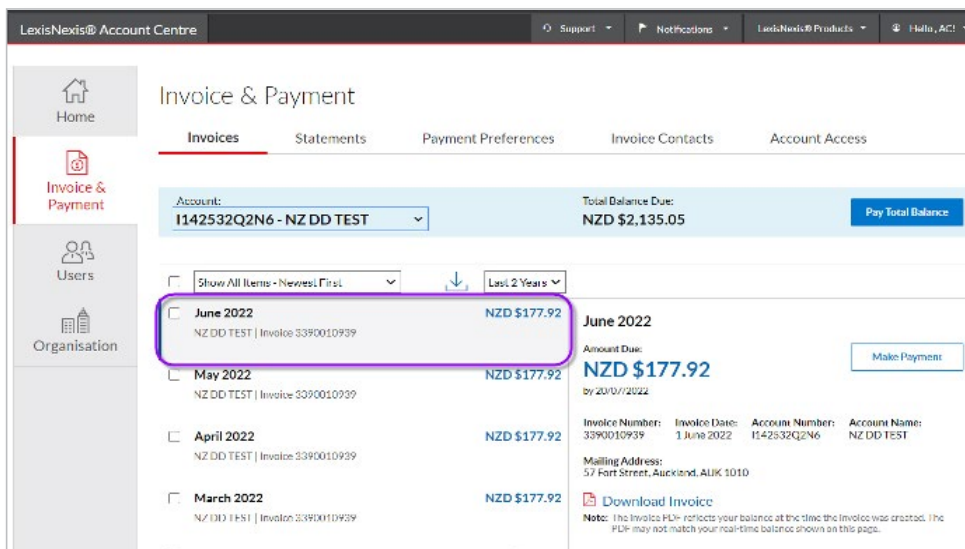 LexisNexis® Account Centre
Support
Notifications
LexisNexis® Products
Hello, AC!
Home
Invoice &
Payment
Users
Organisation
Invoice & Payment
Invoices
Statements
Payment Preferences
Invoice Contacts
Account Access
Account:
I142532Q2N6 - NZ DD TEST
Total Balance Due:
NZD $2,135.05
Pay Total Balance
Show All Items - Newest First
Last 2 Years
June 2022
NZD $177.92
NZ DD TEST | Invoice 3390010939
May 2022
NZD $177.92
NZ DD TEST | Invoice 3390010939
April 2022
NZD $177.92
NZ DD TEST | Invoice 3390010939
March 2022
NZD $177.92
NZ DD TEST | Invoice 3390010939
June 2022
Amount Due:
NZD $177.92
by 20/07/2022
Make Payment
Invoice Number:
3390010939
Invoice Date:
1 June 2022
Account Number:
I142532Q2N6
Account Name:
NZ DD TEST
Mailing Address:
57 Fort Street, Auckland, AUK 1010
Download Invoice
Note: The Invoice PDF reflects your balance at the time the invoice was created. The
PDF may not match your real-time balance shown on this page.